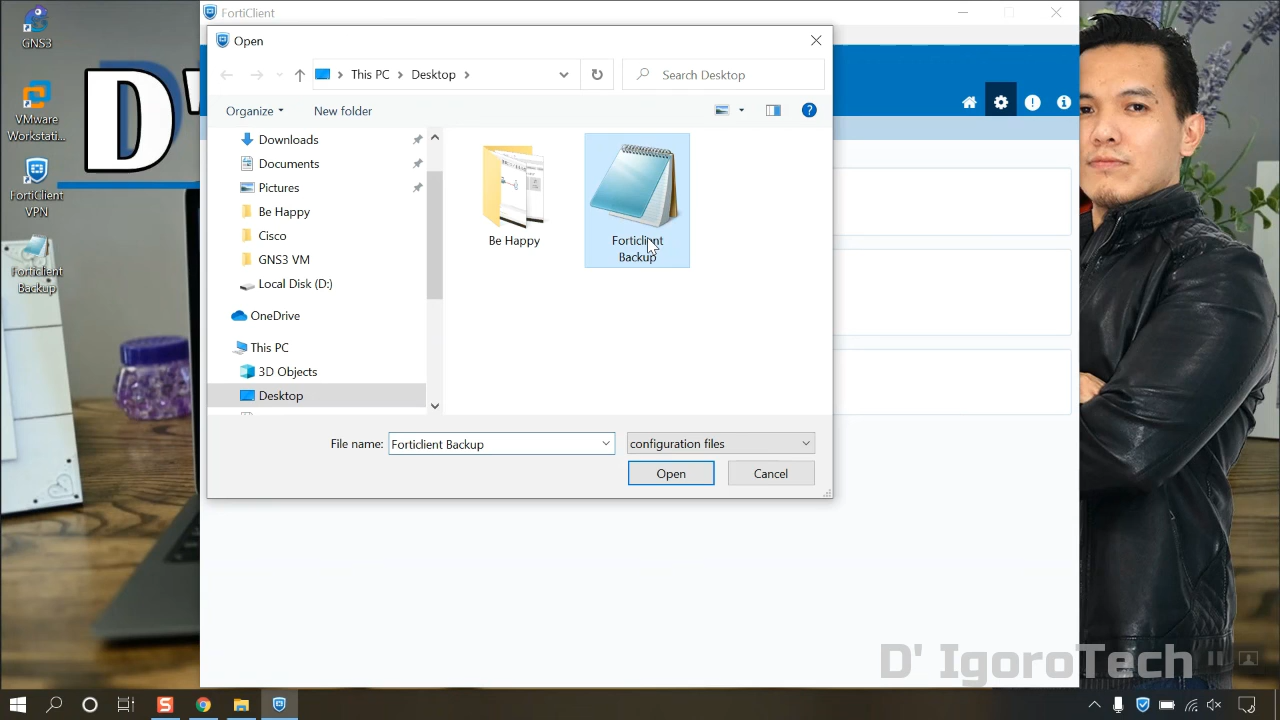 GNS3
VMware
Workstati...
FortiClient
VPN
Forticlient
Backup
D'
FortiClient
Open
This PC
Desktop
Search Desktop
Organize
New folder
Downloads
Documents
Pictures
Be Happy
Cisco
GNS3 VM
Local Disk (D:)
OneDrive
This PC
3D Objects
Desktop
Be Happy
Forticlient
Backup
File name:
Forticlient Backup
configuration files
Open
Cancel
D' IgoroTech